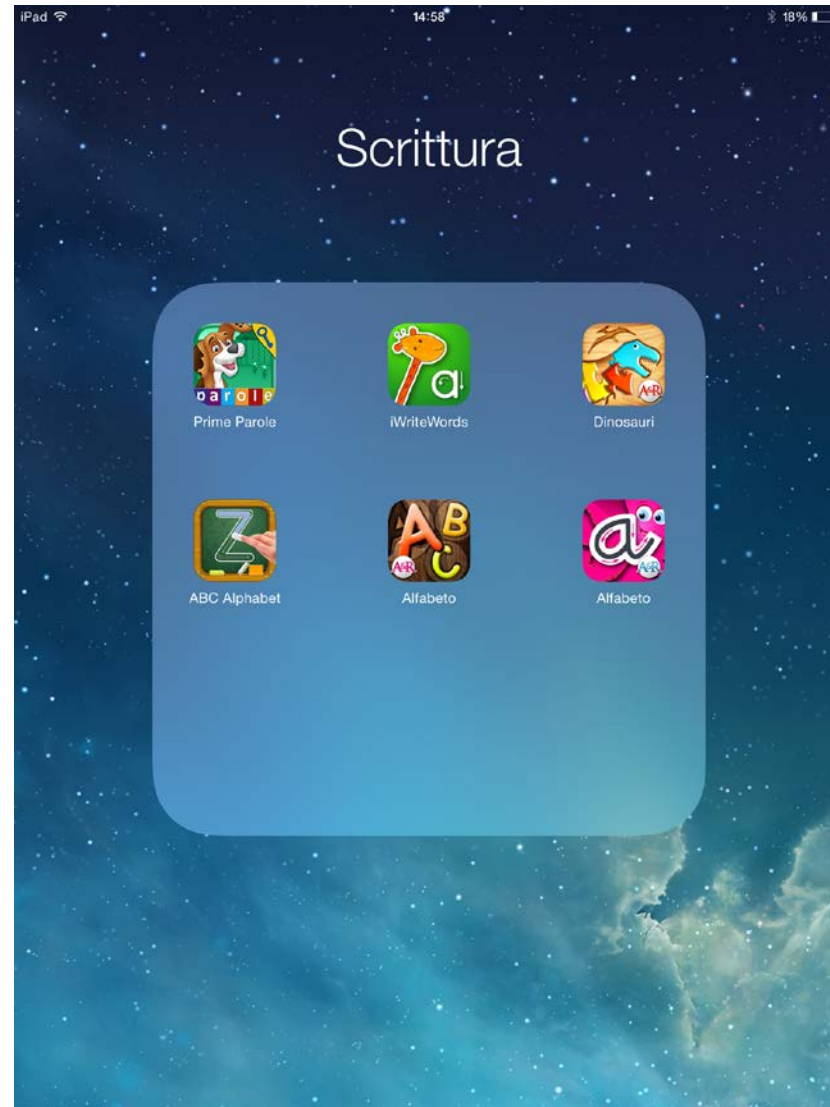 iPad 14:58 18%
Scrittura
parole
Prime Parole
a
iWriteWords
A&R
Dinosauri
Z
ABC Alphabet
ABC
A&R
Alfabeto
a
A&R
Alfabeto